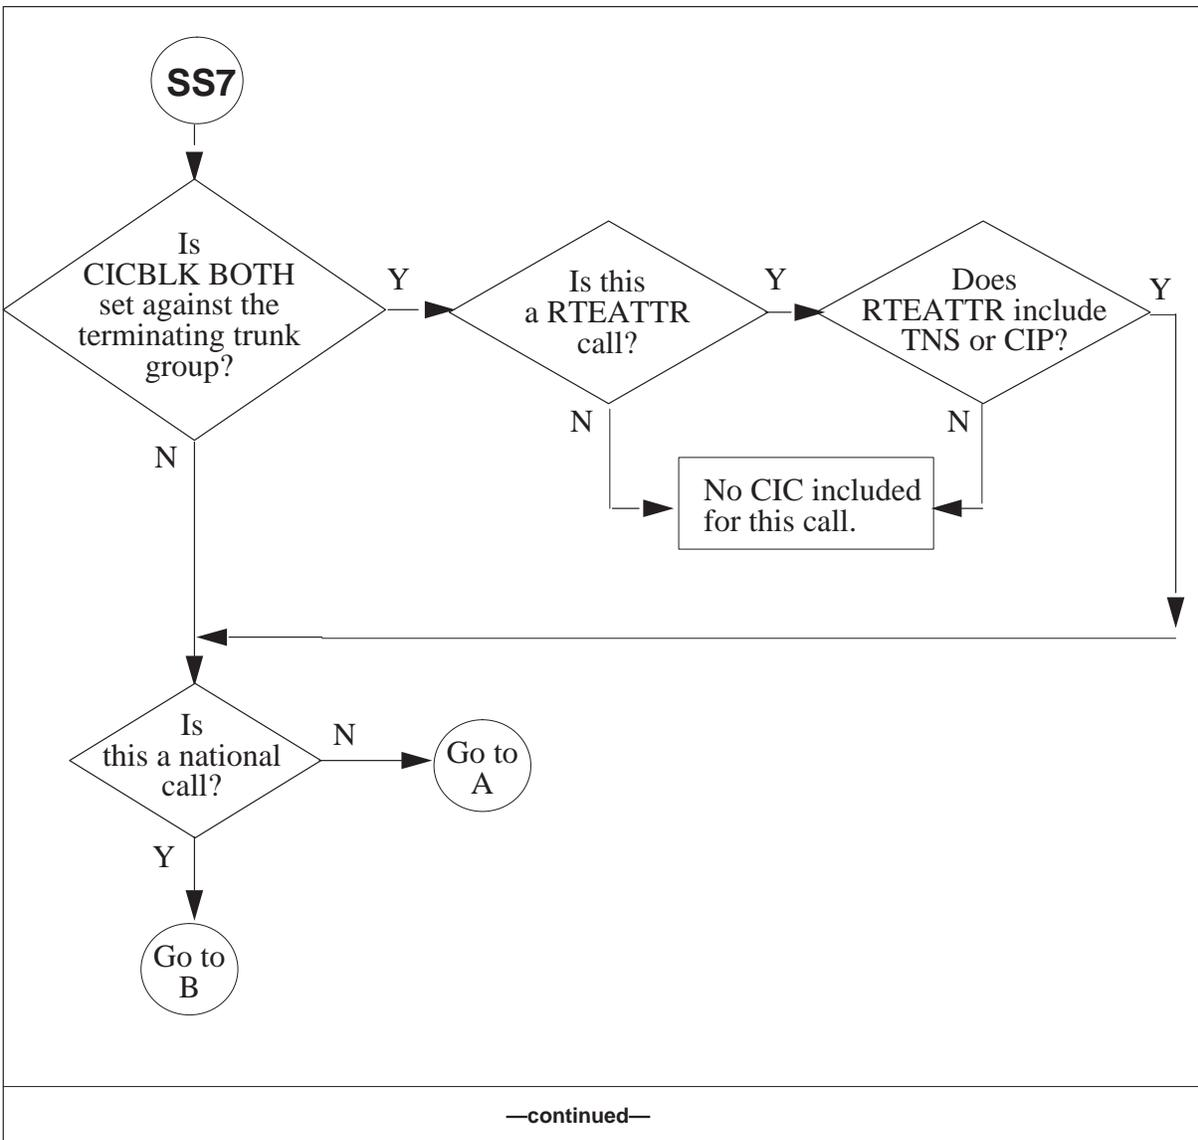 SS7
Is
CICBLK BOTH
set against the
terminating trunk
group?
Y
Is this
a RTEATTR
call?
Y
Does
RTEATTR include
TNS or CIP?
Y
N
N
N
No CIC included
for this call.
Is
this a national
call?
N
Go to
A
Y
Go to
B
—continued—